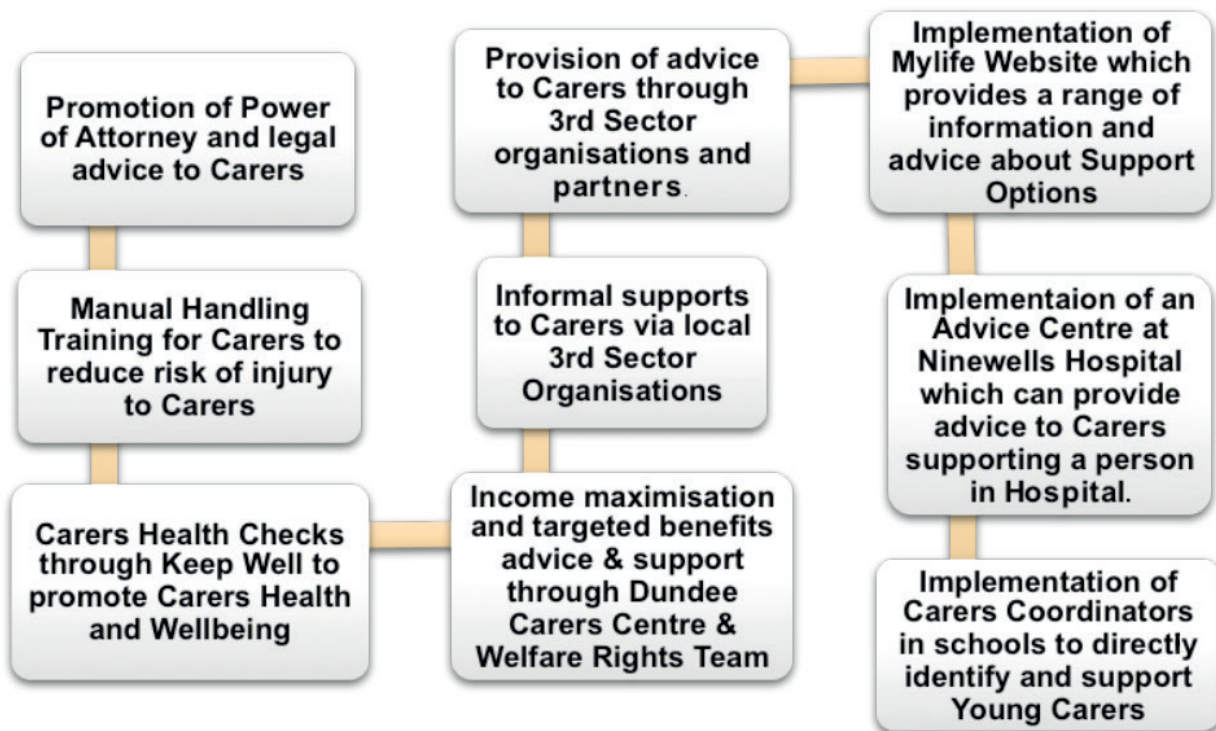 Promotion of Power
of Attorney and legal
advice to Carers
Manual Handling
Training for Carers to
reduce risk of injury
to Carers
Carers Health Checks
through Keep Well to
promote Carers Health
and Wellbeing
Income maximisation
and targeted benefits
advice & support
through Dundee
Carers Centre &
Welfare Rights Team
Informal supports
to Carers via local
3rd Sector
Organisations
Provision of advice
to Carers through
3rd Sector
organisations and
partners.
Implementation of
Mylife Website which
provides a range of
information and
advice about Support
Options
Implementaion of an
Advice Centre at
Ninewells Hospital
which can provide
advice to Carers
supporting a person
in Hospital.
Implementation of
Carers Coordinators
in schools to directly
identify and support
Young Carers